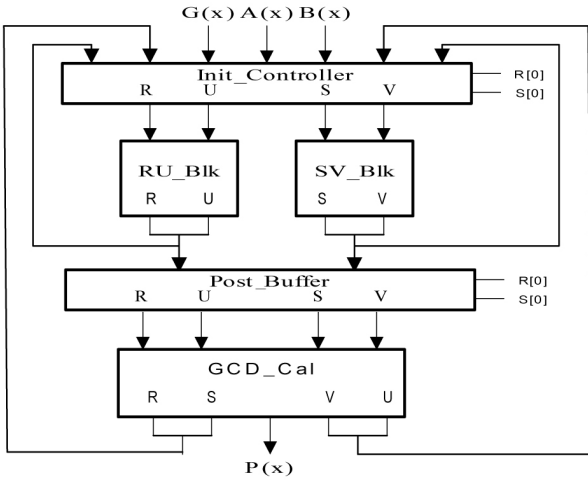 G(x) A(x) B(x)
Init_Controller
R U S V
R[0]
S[0]
RU_Blk
R U
SV_Blk
S V
Post_Buffer
R U S V
R[0]
S[0]
GCD_Cal
R S V U
P(x)